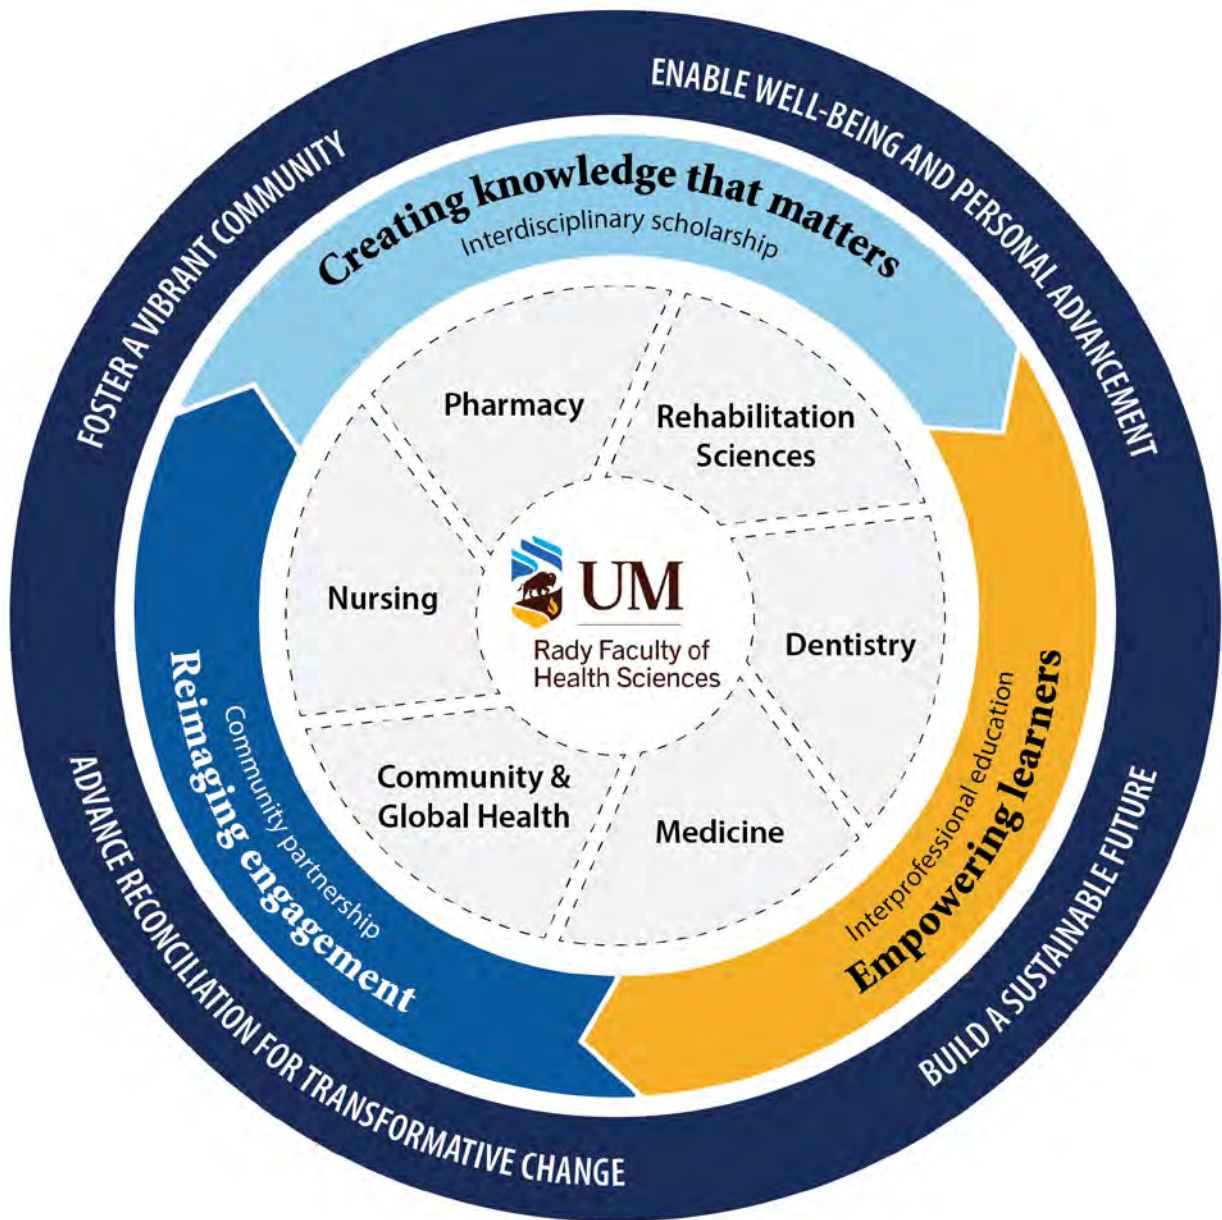 ENABLE WELL-BEING AND PERSONAL ADVANCEMENT
FOSTER A VIBRANT COMMUNITY
Creating knowledge that matters
Interdisciplinary scholarship
Pharmacy
Rehabilitation
Sciences
Nursing
UM
Rady Faculty of
Health Sciences
Dentistry
Community &
Global Health
Medicine
Reimaging engagement
Community partnership
Interprofessional education
Empowering learners
ADVANCE RECONCILIATION FOR TRANSFORMATIVE CHANGE
BUILD A SUSTAINABLE FUTURE